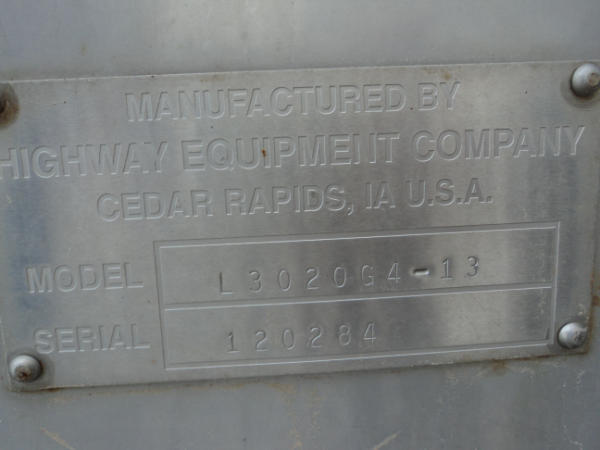 MANUFACTURED BY
HIGHWAY EQUIPMENT COMPANY
CEDAR RAPIDS, IA U.S.A.
MODEL L3020G4-13
SERIAL 120284